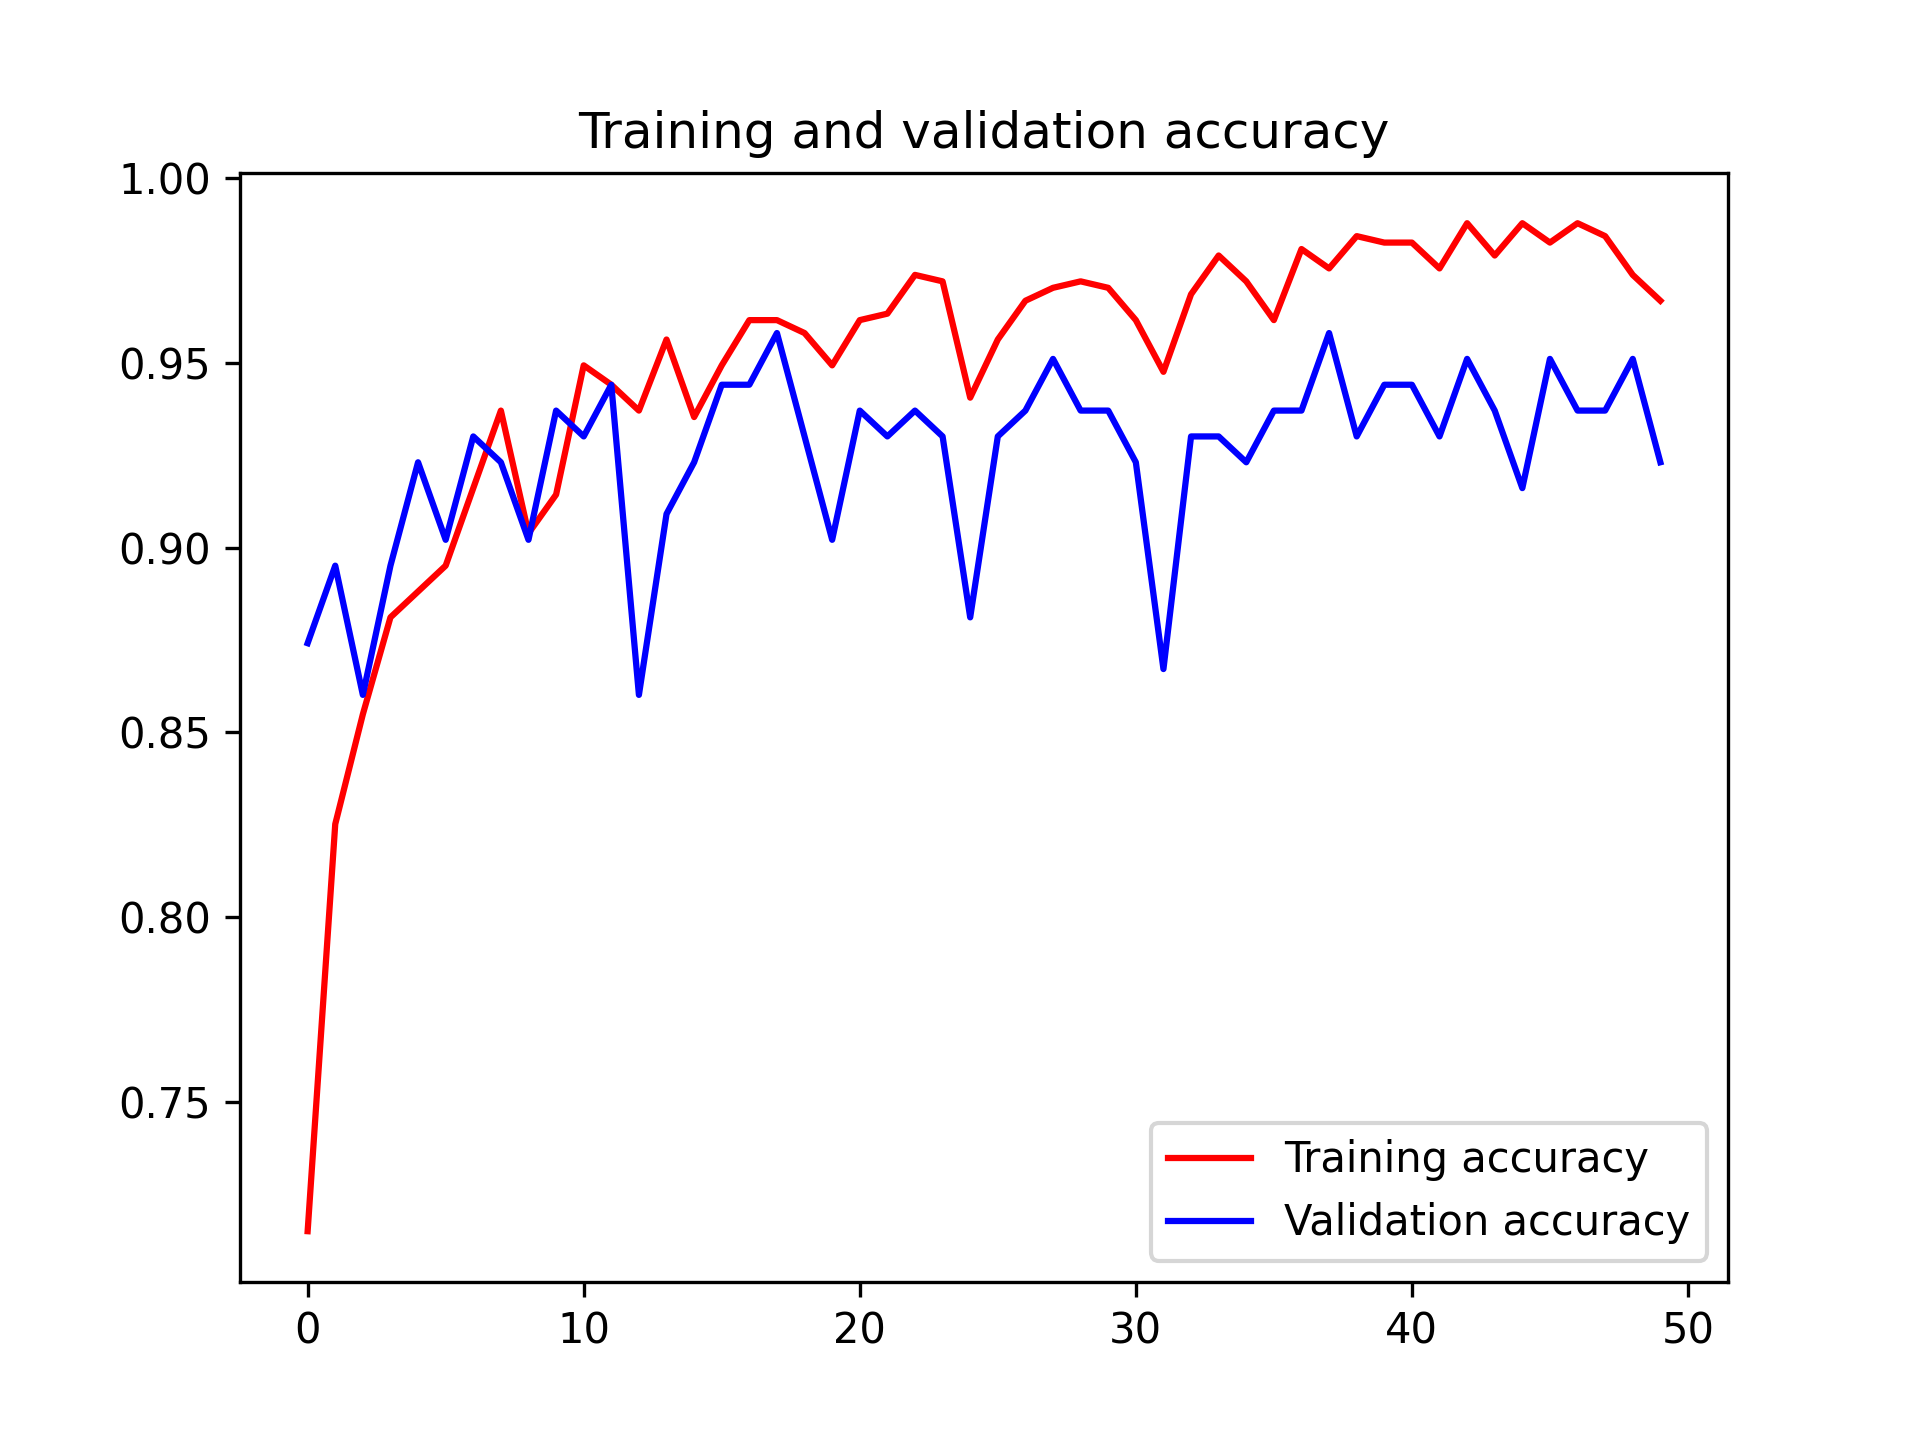 Training and validation accuracy
1.00
0.95
0.90
0.85
0.80
0.75
Training accuracy
Validation accuracy
0 10 20 30 40 50